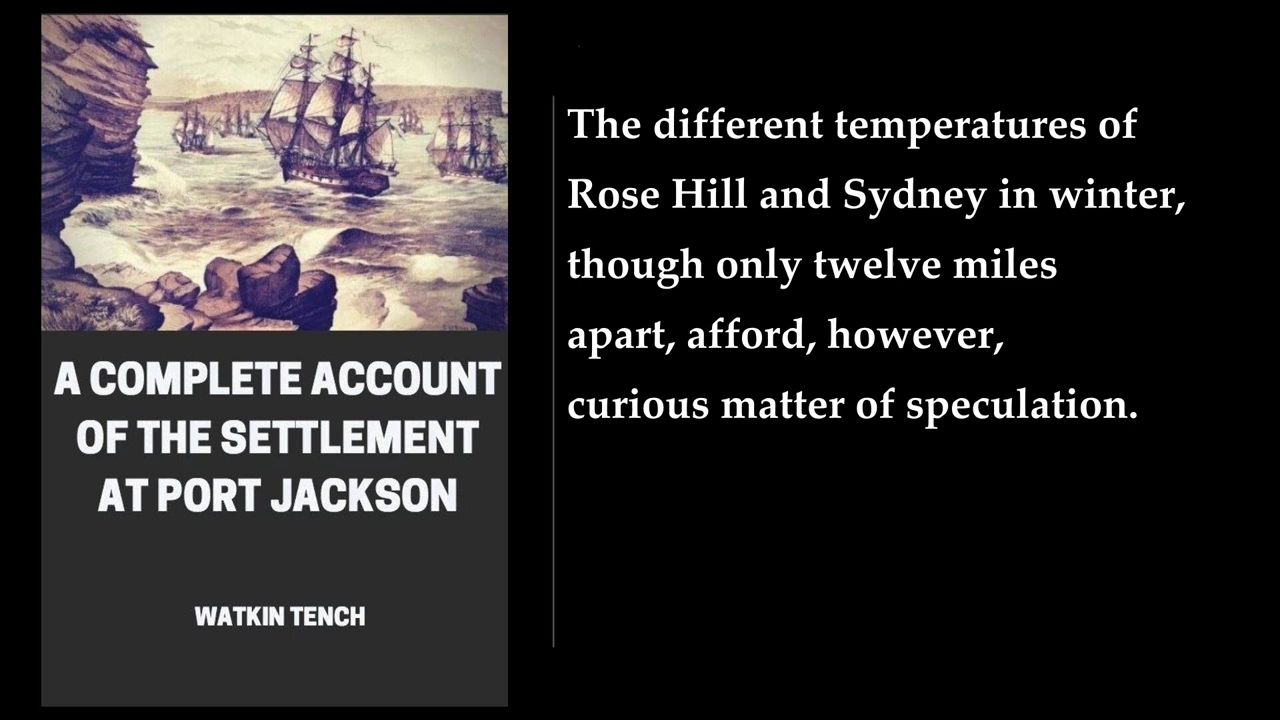 A COMPLETE ACCOUNT
OF THE SETTLEMENT
AT PORT JACKSON
WATKIN TENCH
The different temperatures of
Rose Hill and Sydney in winter,
though only twelve miles
apart, afford, however,
curious matter of speculation.